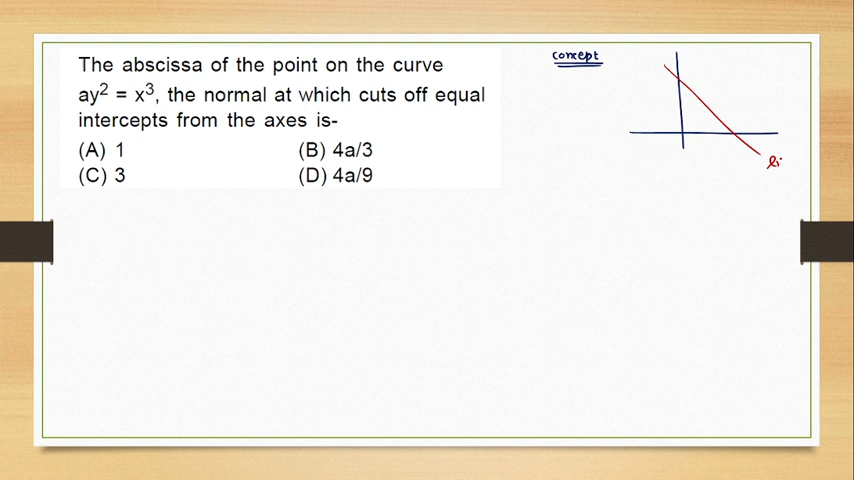 The abscissa of the point on the curve
ay² = x³, the normal at which cuts off equal
intercepts from the axes is-
(A) 1 (B) 4a/3
(C) 3 (D) 4a/9
concept
li